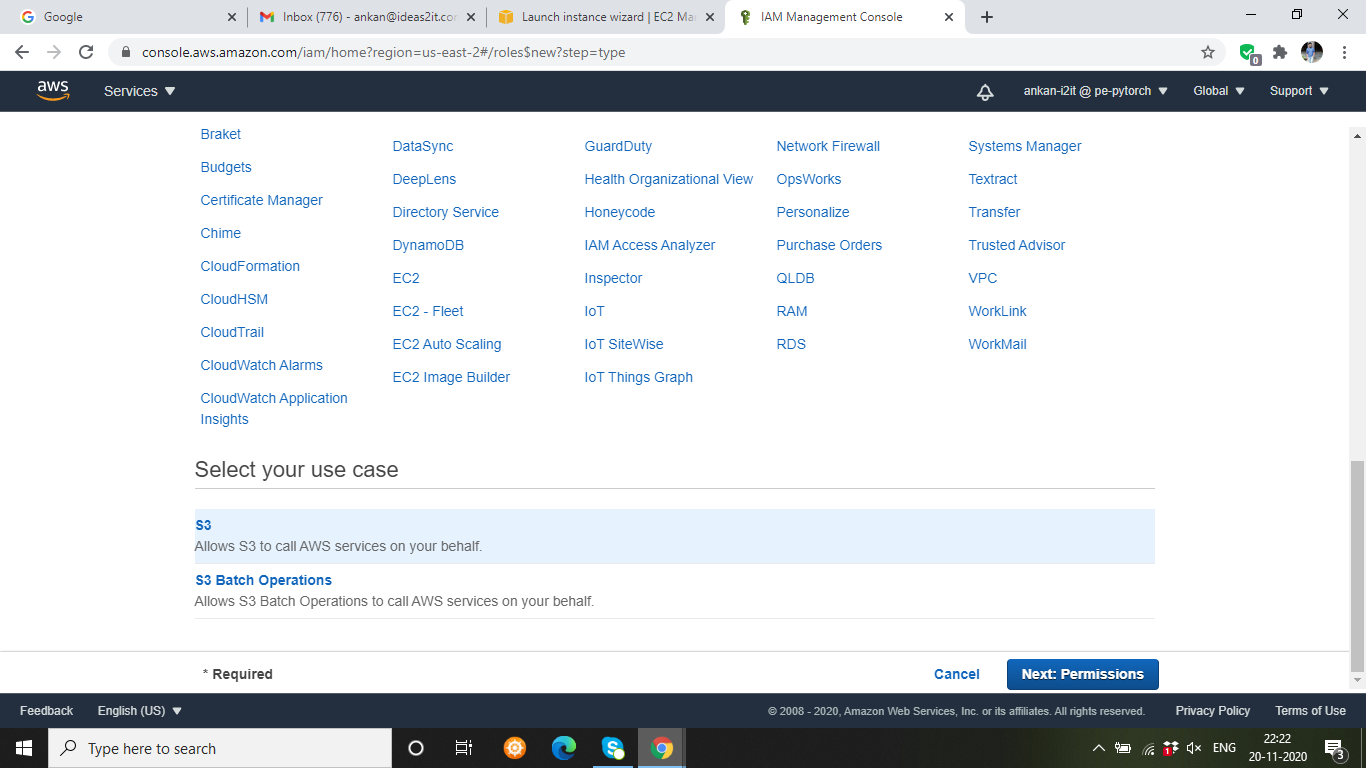 Google
Inbox (776) - ankan@ideas2it.cor
Launch instance wizard | EC2 Ma
IAM Management Console
console.aws.amazon.com/iam/home?region=us-east-2#/roles$new?step=type
0
aws
Services
ankan-i2it @ pe-pytorch
Global
Support
Braket
Budgets
Certificate Manager
Chime
CloudFormation
CloudHSM
CloudTrail
CloudWatch Alarms
CloudWatch Application
Insights
DataSync
DeepLens
Directory Service
DynamoDB
EC2
EC2 - Fleet
EC2 Auto Scaling
EC2 Image Builder
GuardDuty
Health Organizational View
Honeycode
IAM Access Analyzer
Inspector
IoT
IoT SiteWise
IoT Things Graph
Network Firewall
OpsWorks
Personalize
Purchase Orders
QLDB
RAM
RDS
Systems Manager
Textract
Transfer
Trusted Advisor
VPC
WorkLink
WorkMail
Select your use case
S3
Allows S3 to call AWS services on your behalf.
S3 Batch Operations
Allows S3 Batch Operations to call AWS services on your behalf.
* Required
Cancel
Next: Permissions
Feedback
English (US)
© 2008 - 2020, Amazon Web Services, Inc. or its affiliates. All rights reserved.
Privacy Policy
Terms of Use
Type here to search
1
ENG
22:22
20-11-2020
3